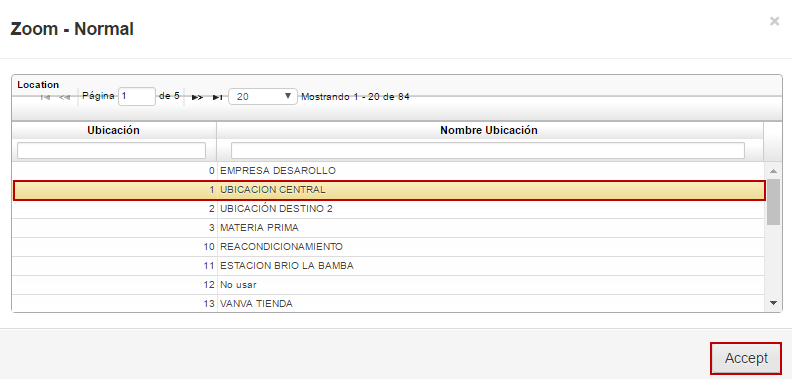 Zoom - Normal
×
Location
Página 1 de 5 20 Mostrando 1 - 20 de 84
Ubicación Nombre Ubicación
0 EMPRESA DESAROLLO
1 UBICACION CENTRAL
2 UBICACIÓN DESTINO 2
3 MATERIA PRIMA
10 REACONDICIONAMIENTO
11 ESTACION BRIO LA BAMBA
12 No usar
13 VANVA TIENDA
Accept